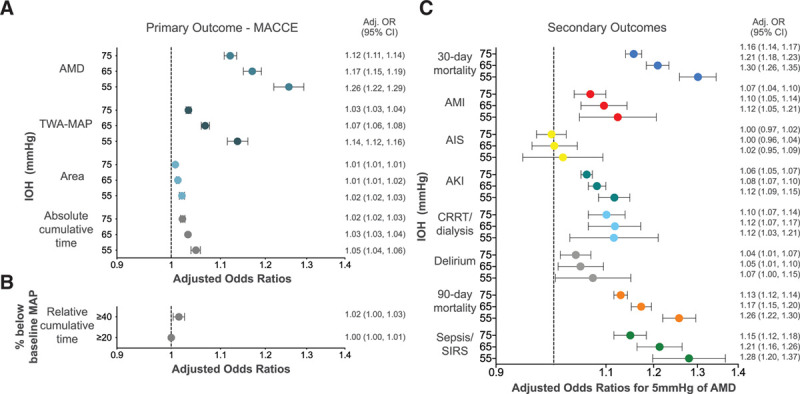 A
Primary Outcome - MACCE
Adj. OR
(95% CI)
IOH (mmHg)
AMD
75
65
55
1.12 (1.11, 1.14)
1.17 (1.15, 1.19)
1.26 (1.22, 1.29)
TWA-MAP
75
65
55
1.03 (1.03, 1.04)
1.07 (1.06, 1.08)
1.14, 1.12, 1.16)
Area
75
65
55
1.01 (1.01, 1.01)
1.01 (1.01, 1.02)
1.02 (1.02, 1.03)
Absolute
cumulative
time
75
65
55
1.02 (1.02, 1.03)
1.03 (1.03, 1.04)
1.05 (1.04, 1.06)
0.9 1 1.1 1.2 1.3 1.4
Adjusted Odds Ratios
B
% below
baseline MAP
Relative
cumulative
time
≥40
≥20
1.02 (1.00, 1.03)
1.00 (1.00, 1.01)
0.9 1 1.1 1.2 1.3 1.4
Adjusted Odds Ratios
C
Secondary Outcomes
Adj. OR
(95% CI)
IOH (mmHg)
30-day
mortality
75
65
55
1.16 (1.14, 1.17)
1.21 (1.18, 1.23)
1.30 (1.26, 1.35)
AMI
75
65
55
1.07 (1.04, 1.10)
1.10 (1.05, 1.14)
1.12 (1.05, 1.21)
AIS
75
65
55
1.00 (0.97, 1.02)
1.00 (0.96, 1.04)
1.02 (0.95, 1.09)
AKI
75
65
55
1.06 (1.05, 1.07)
1.08 (1.07, 1.10)
1.12 (1.09, 1.15)
CRRT/
dialysis
75
65
55
1.10 (1.07, 1.14)
1.12 (1.07, 1.17)
1.12 (1.03, 1.21)
Delirium
75
65
55
1.04 (1.01, 1.07)
1.05 (1.01, 1.10)
1.07 (1.00, 1.15)
90-day
mortality
75
65
55
1.13 (1.12, 1.14)
1.17 (1.15, 1.20)
1.26 (1.22, 1.30)
Sepsis/
SIRS
75
65
55
1.15 (1.12, 1.18)
1.21 (1.16, 1.26)
1.28 (1.20, 1.37)
0.9 1 1.1 1.2 1.3 1.4
Adjusted Odds Ratios for 5mmHg of AMD